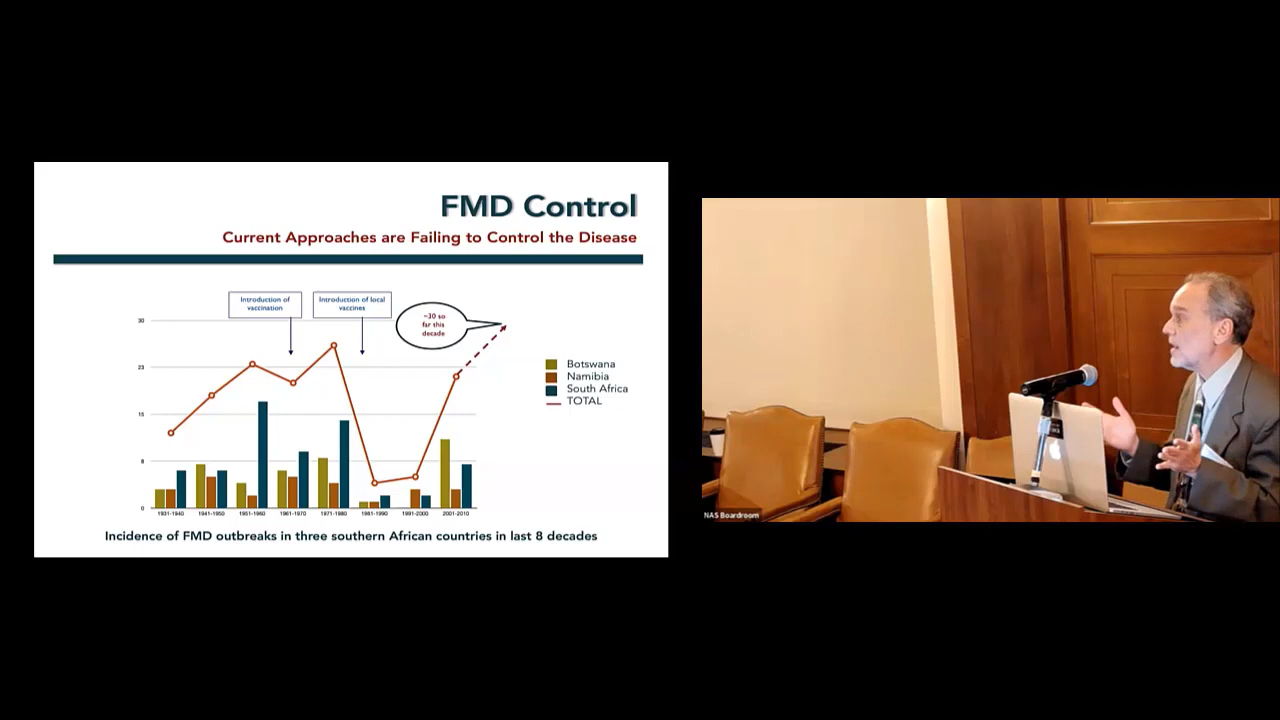 FMD Control
Current Approaches are Failing to Control the Disease
Introduction of
vaccination
Introduction of local
vaccines
~30 so
far this
decade
30
23
15
8
0
1931-1940
1941-1950
1951-1960
1961-1970
1971-1980
1981-1990
1991-2000
2001-2010
Botswana
Namibia
South Africa
TOTAL
Incidence of FMD outbreaks in three southern African countries in last 8 decades
NAS Boardroom